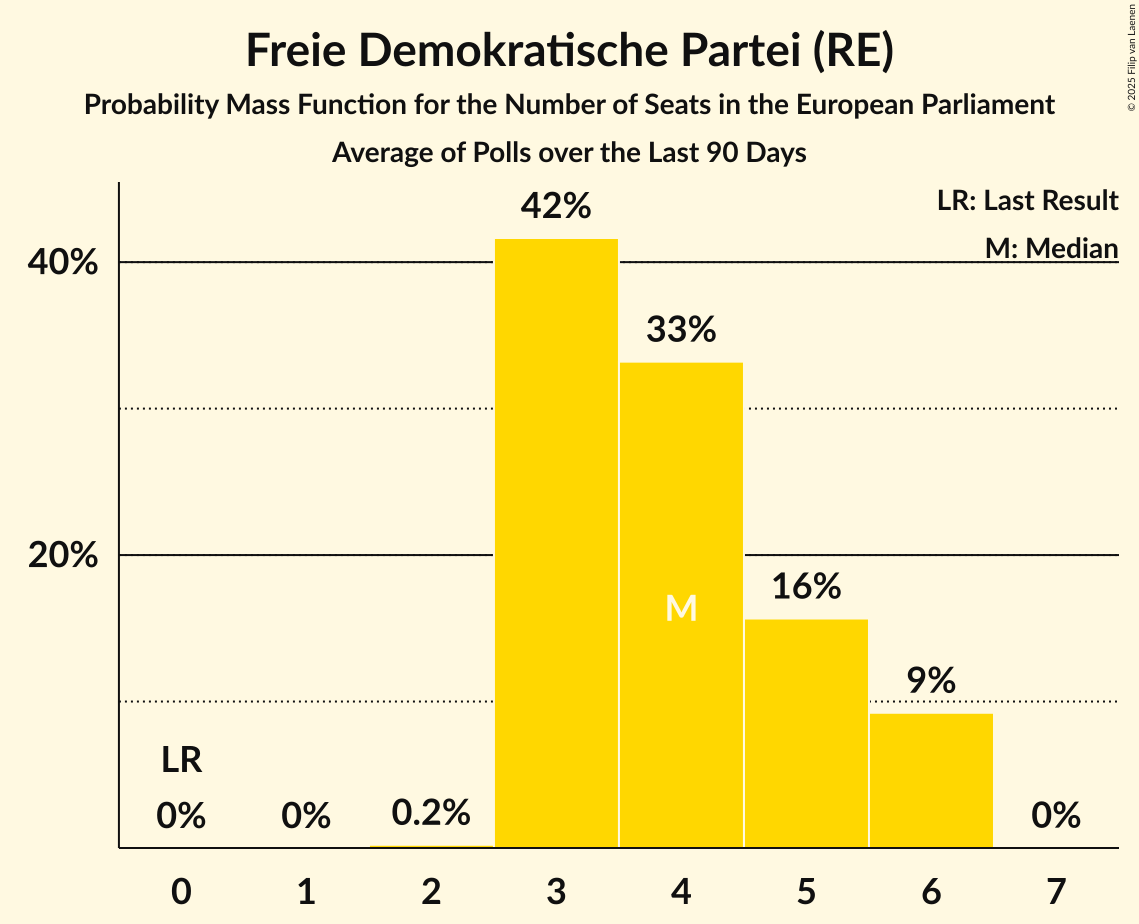 Freie Demokratische Partei (RE)
Probability Mass Function for the Number of Seats in the European Parliament
Average of Polls over the Last 90 Days
© 2025 Filip van Laenen
LR: Last Result
M: Median
40%
20%
LR
0%
0%
0.2%
42%
33%
M
16%
9%
0%
0 1 2 3 4 5 6 7